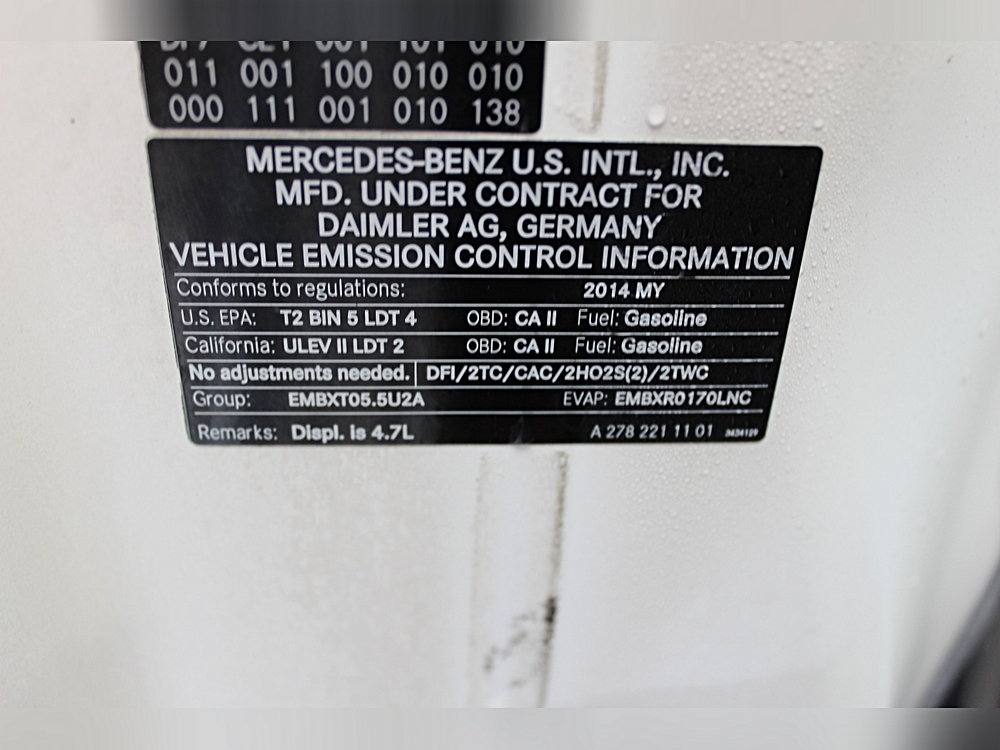 011 001 100 010 010
000 111 001 010 138
MERCEDES-BENZ U.S. INTL., INC.
MFD. UNDER CONTRACT FOR
DAIMLER AG, GERMANY
VEHICLE EMISSION CONTROL INFORMATION
Conforms to regulations: 2014 MY
U.S. EPA: T2 BIN 5 LDT 4 OBD: CA II Fuel: Gasoline
California: ULEV II LDT 2 OBD: CA II Fuel: Gasoline
No adjustments needed. DFI/2TC/CAC/2HO2S(2)/2TWC
Group: EMBXT05.5U2A EVAP: EMBXR0170LNC
Remarks: Displ. is 4.7L A 278 221 11 01